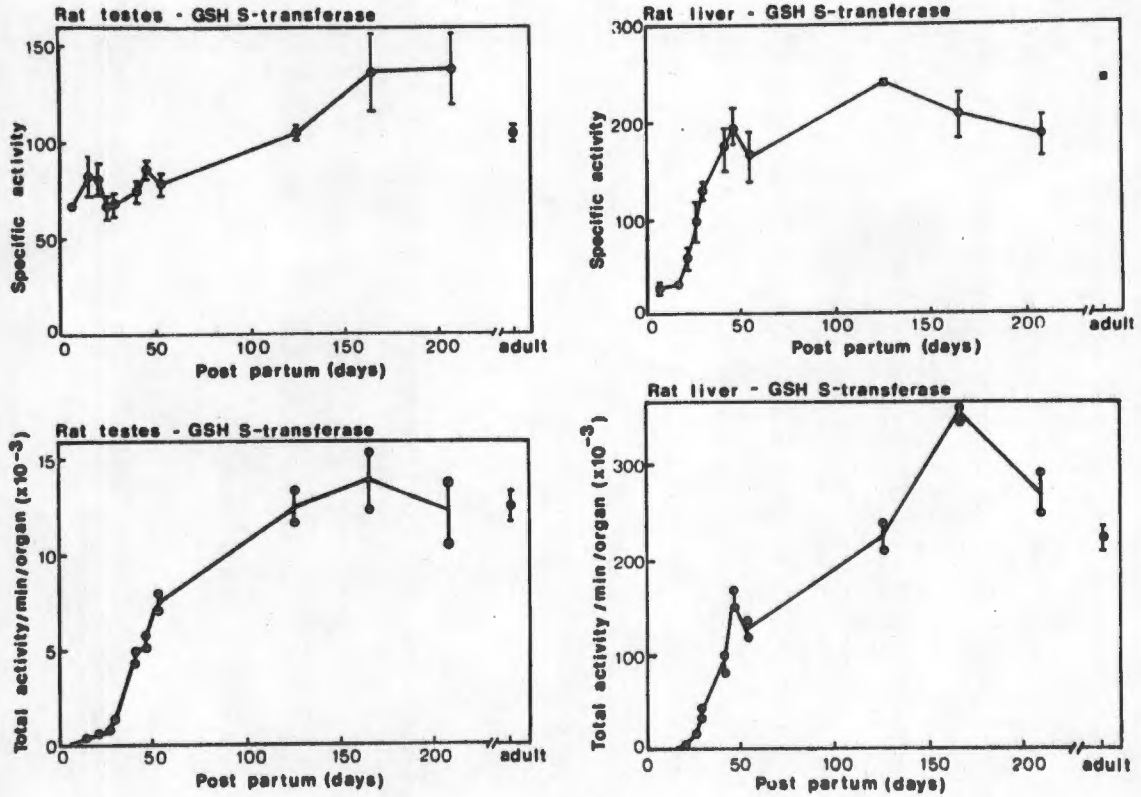 Rat testes - GSH S-transferase
150
100
50
0
Specific activity
0 50 100 150 200 adult
Post partum (days)
Rat liver - GSH S-transferase
300
200
100
0
Specific activity
0 50 100 150 200 adult
Post partum (days)
Rat testes - GSH S-transferase
15
10
5
0
Total activity/min/organ (x10⁻³)
0 50 100 150 200 adult
Post partum (days)
Rat liver - GSH S-transferase
300
200
100
0
Total activity/min/organ (x10⁻³)
0 50 100 150 200 adult
Post partum (days)